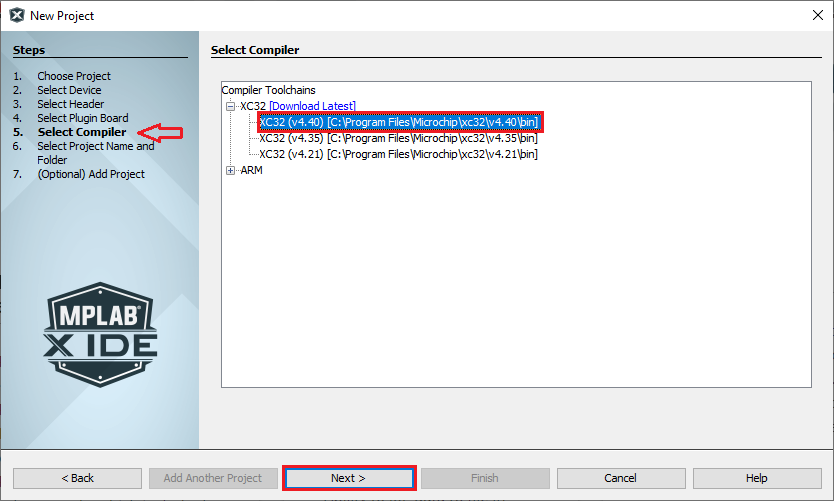 New Project
Steps
1. Choose Project
2. Select Device
3. Select Header
4. Select Plugin Board
5. Select Compiler
6. Select Project Name and
Folder
7. (Optional) Add Project
MPLAB®
X IDE
Select Compiler
Compiler Toolchains
XC32 [Download Latest]
XC32 (v4.40) [C:\Program Files\Microchip\xc32\v4.40\bin]
XC32 (v4.35) [C:\Program Files\Microchip\xc32\v4.35\bin]
XC32 (v4.21) [C:\Program Files\Microchip\xc32\v4.21\bin]
ARM
< Back
Add Another Project
Next >
Finish
Cancel
Help